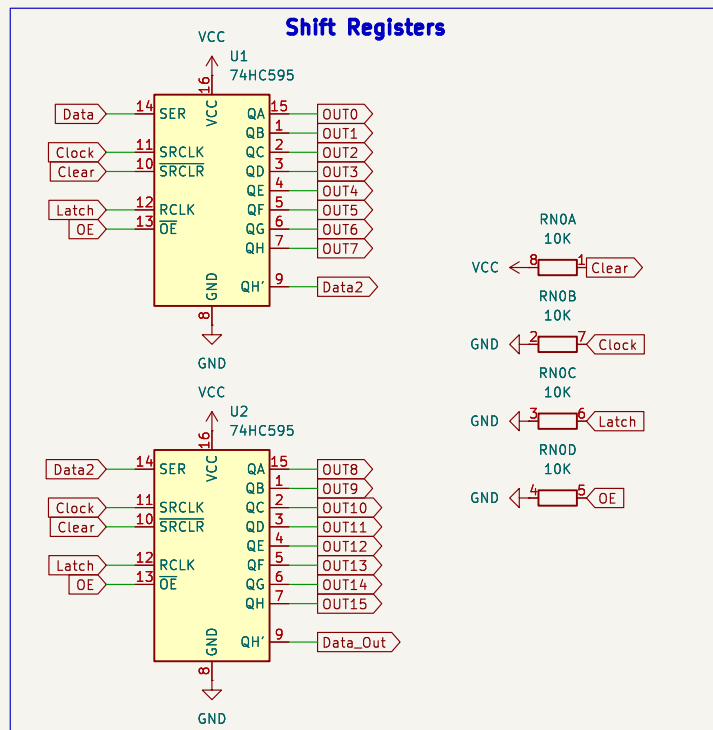 Shift Registers
VCC
U1
74HC595
16
VCC
Data 14 SER QA 15 OUT0
QB 1 OUT1
Clock 11 SRCLK QC 2 OUT2
Clear 10 SRCLR QD 3 OUT3
QE 4 OUT4
Latch 12 RCLK QF 5 OUT5
OE 13 OE QG 6 OUT6
QH 7 OUT7
GND QH' 9 Data2
8
GND
VCC
U2
74HC595
16
VCC
Data2 14 SER QA 15 OUT8
QB 1 OUT9
Clock 11 SRCLK QC 2 OUT10
Clear 10 SRCLR QD 3 OUT11
QE 4 OUT12
Latch 12 RCLK QF 5 OUT13
OE 13 OE QG 6 OUT14
QH 7 OUT15
GND QH' 9 Data_Out
8
GND
RN0A
10K
VCC 8 1 Clear
RN0B
10K
GND 2 7 Clock
RN0C
10K
GND 3 6 Latch
RN0D
10K
GND 4 5 OE